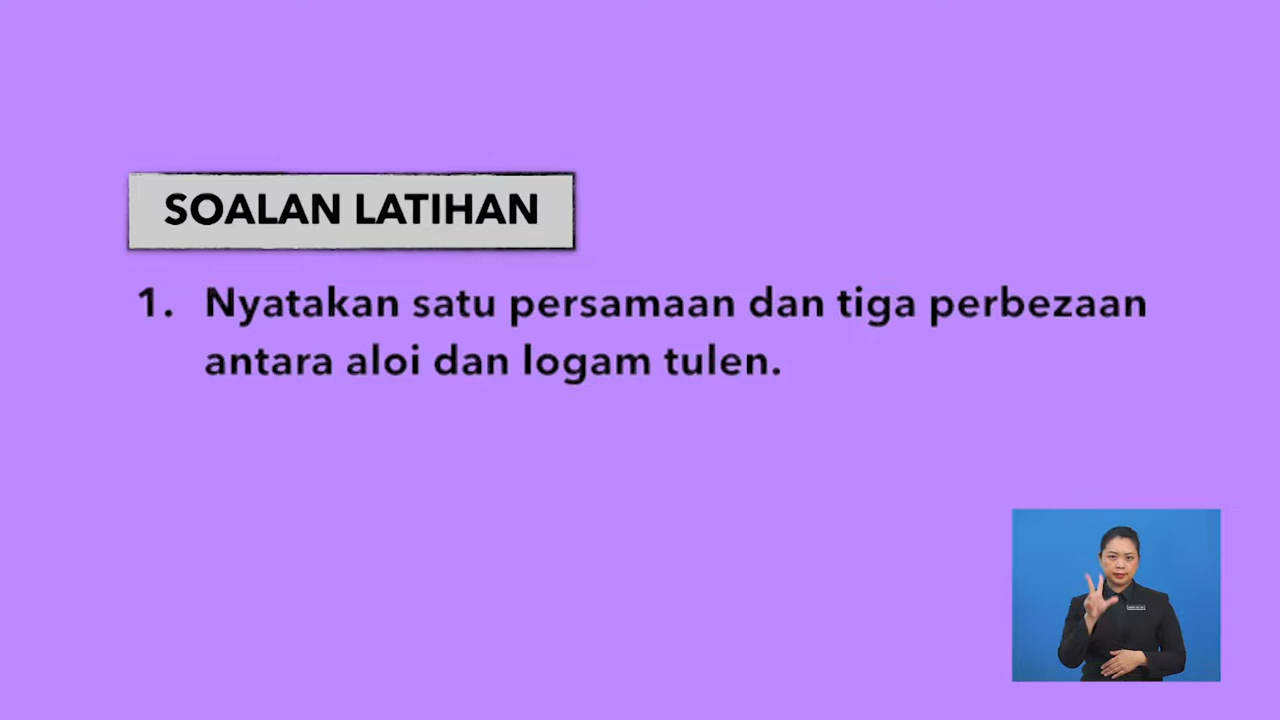 SOALAN LATIHAN
1. Nyatakan satu persamaan dan tiga perbezaan
antara aloi dan logam tulen.